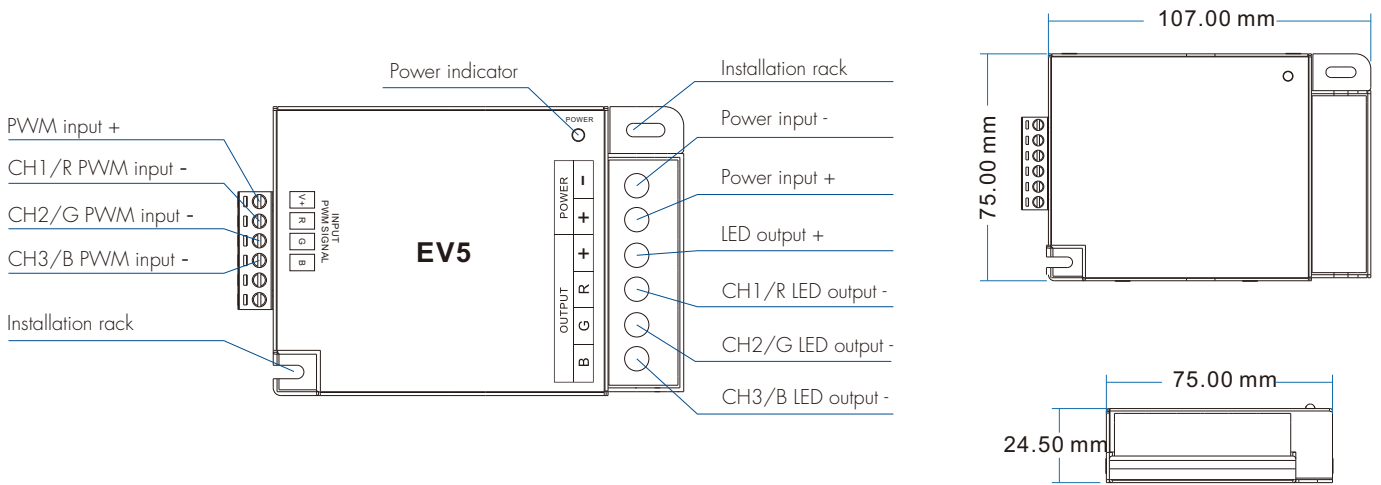 107.00 mm
Power indicator
Installation rack
Power input -
PWM input +
CH1/R PWM input -
CH2/G PWM input -
CH3/B PWM input -
Installation rack
POWER
V+
R
G
B
INPUT
PWM SIGNAL
EV5
POWER
-
+
OUTPUT
+
R
G
B
Power input +
LED output +
CH1/R LED output -
CH2/G LED output -
CH3/B LED output -
75.00 mm
75.00 mm
24.50 mm